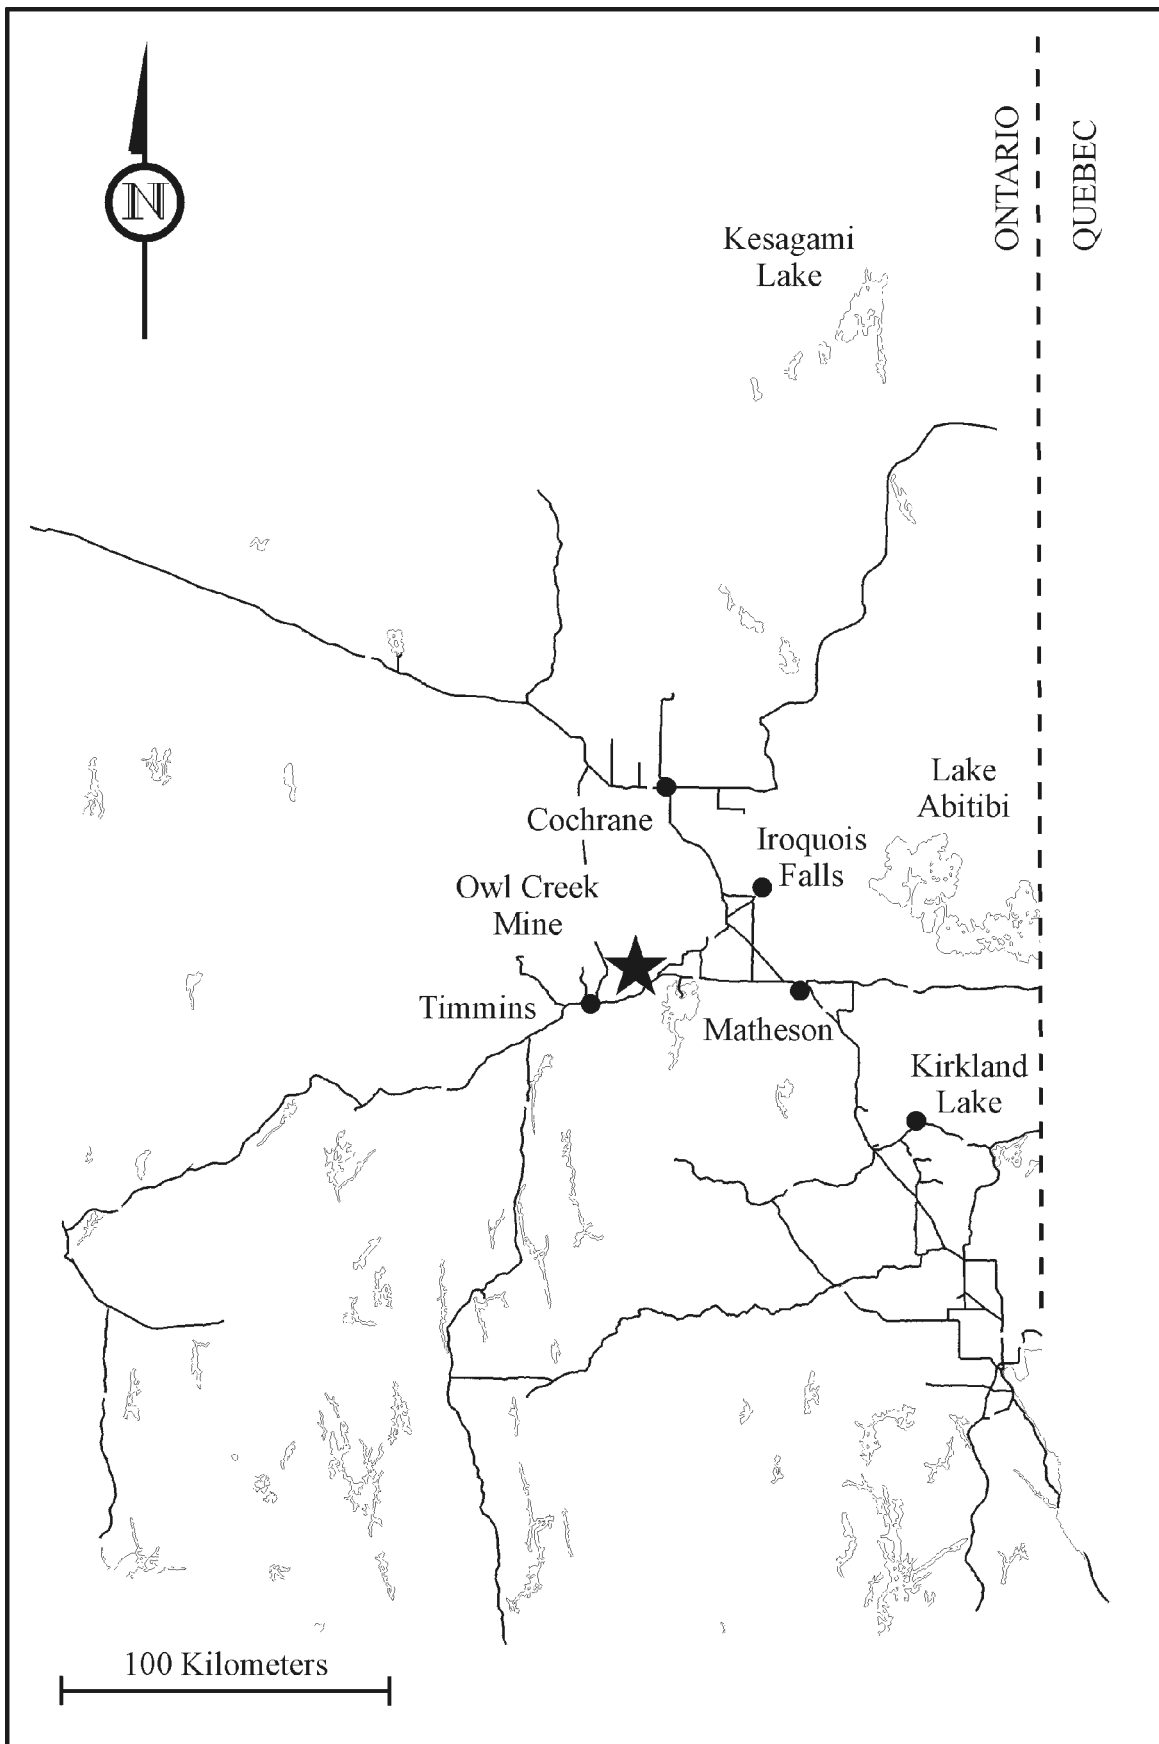 N
ONTARIO
QUEBEC
Kesagami
Lake
Lake
Abitibi
Cochrane
Iroquois
Falls
Owl Creek
Mine
Timmins
Matheson
Kirkland
Lake
100 Kilometers